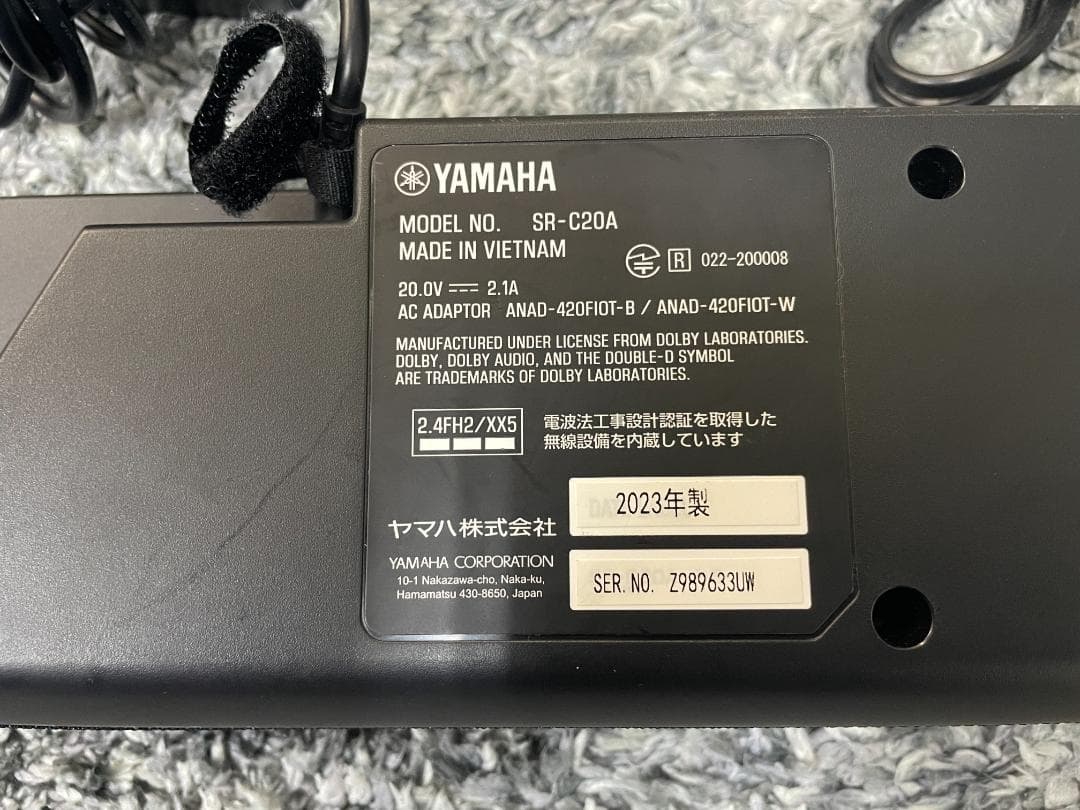 YAMAHA
MODEL NO. SR-C20A
MADE IN VIETNAM
R 022-200008
20.0V 2.1A
AC ADAPTOR ANAD-420FIOT-B / ANAD-420FIOT-W
MANUFACTURED UNDER LICENSE FROM DOLBY LABORATORIES.
DOLBY, DOLBY AUDIO, AND THE DOUBLE-D SYMBOL
ARE TRADEMARKS OF DOLBY LABORATORIES.
2.4FH2/XX5
電波法工事設計認証を取得した
無線設備を内蔵しています
2023年製
ヤマハ株式会社
YAMAHA CORPORATION
10-1 Nakazawa-cho, Naka-ku,
Hamamatsu 430-8650, Japan
SER. NO. Z989633UW